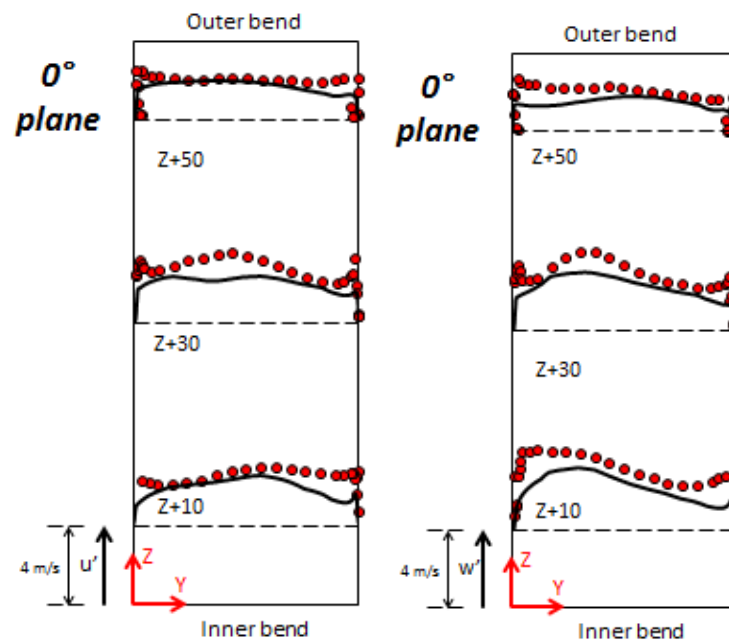 Outer bend
0°
plane
Z+50
Z+30
Z+10
4 m/s
u'
Z
Y
Inner bend
Outer bend
0°
plane
Z+50
Z+30
Z+10
4 m/s
w'
Z
Y
Inner bend